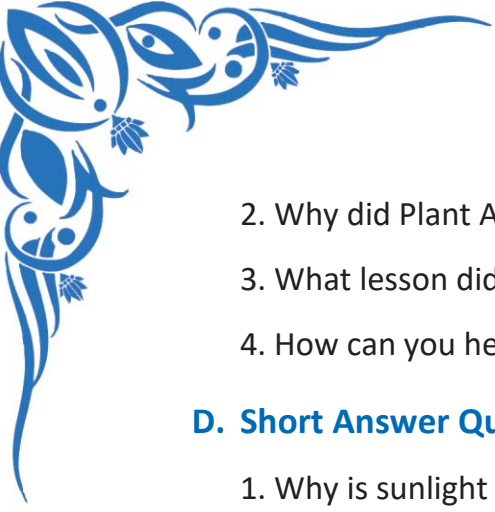 2. Why did Plant A
3. What lesson did
4. How can you he
D. Short Answer Qu
1. Why is sunlight